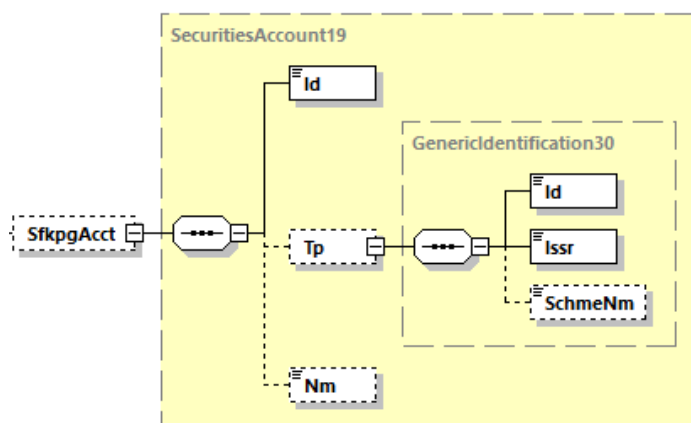 SecuritiesAccount19
Id
GenericIdentification30
Id
SfkpgAcct
Tp
Issr
SchmeNm
Nm